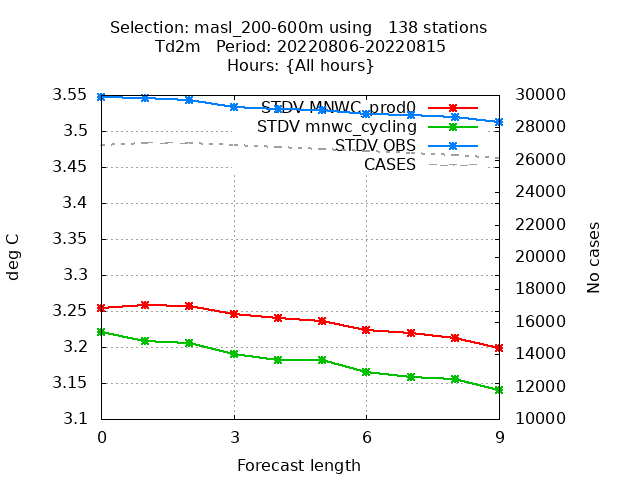 Selection: masl_200-600m using   138 stations
Td2m   Period: 20220806-20220815
Hours: {All hours}
3.55
3.5
3.45
3.4
3.35
3.3
3.25
3.2
3.15
3.1
30000
28000
26000
24000
22000
20000
18000
16000
14000
12000
10000
STDV MNWC_prod0
STDV mnwc_cycling
STDV OBS
CASES
deg C
No cases
0
3
6
9
Forecast length